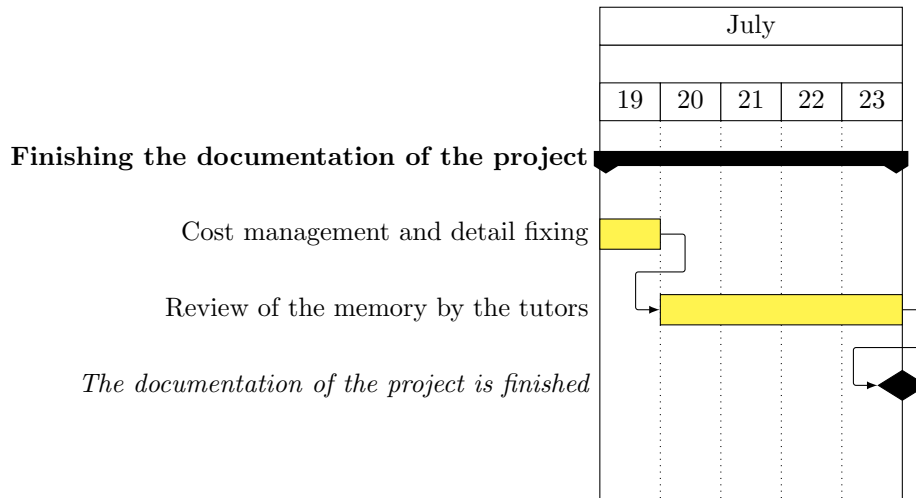 July
19 20 21 22 23
Finishing the documentation of the project
Cost management and detail fixing
Review of the memory by the tutors
The documentation of the project is finished